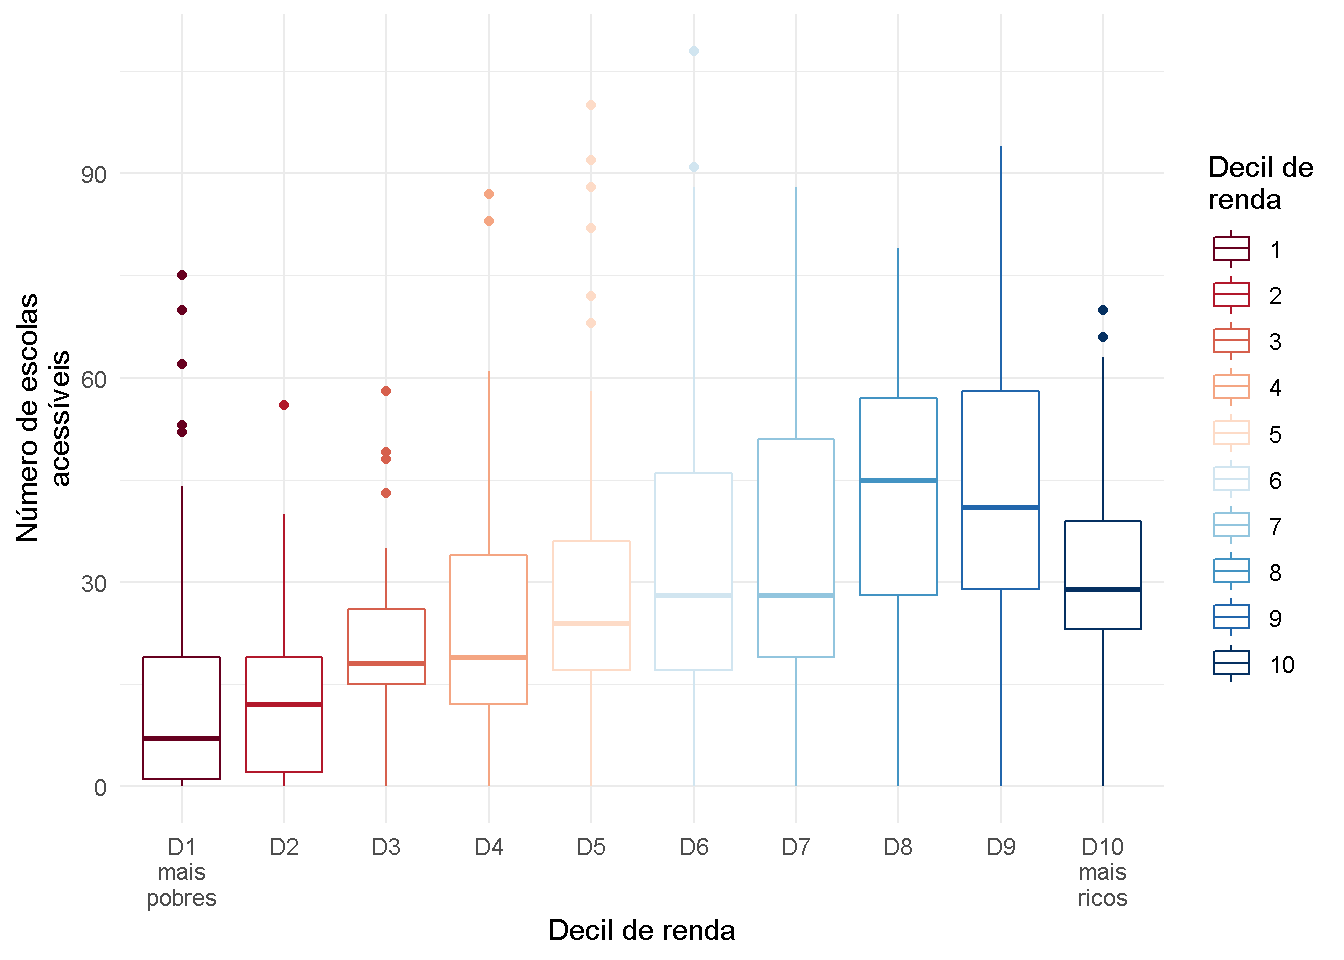 Número de escolas
acessíveis
90
60
30
0
D1
mais
pobres
D2
D3
D4
D5
D6
D7
D8
D9
D10
mais
ricos
Decil de renda
Decil de
renda
1
2
3
4
5
6
7
8
9
10